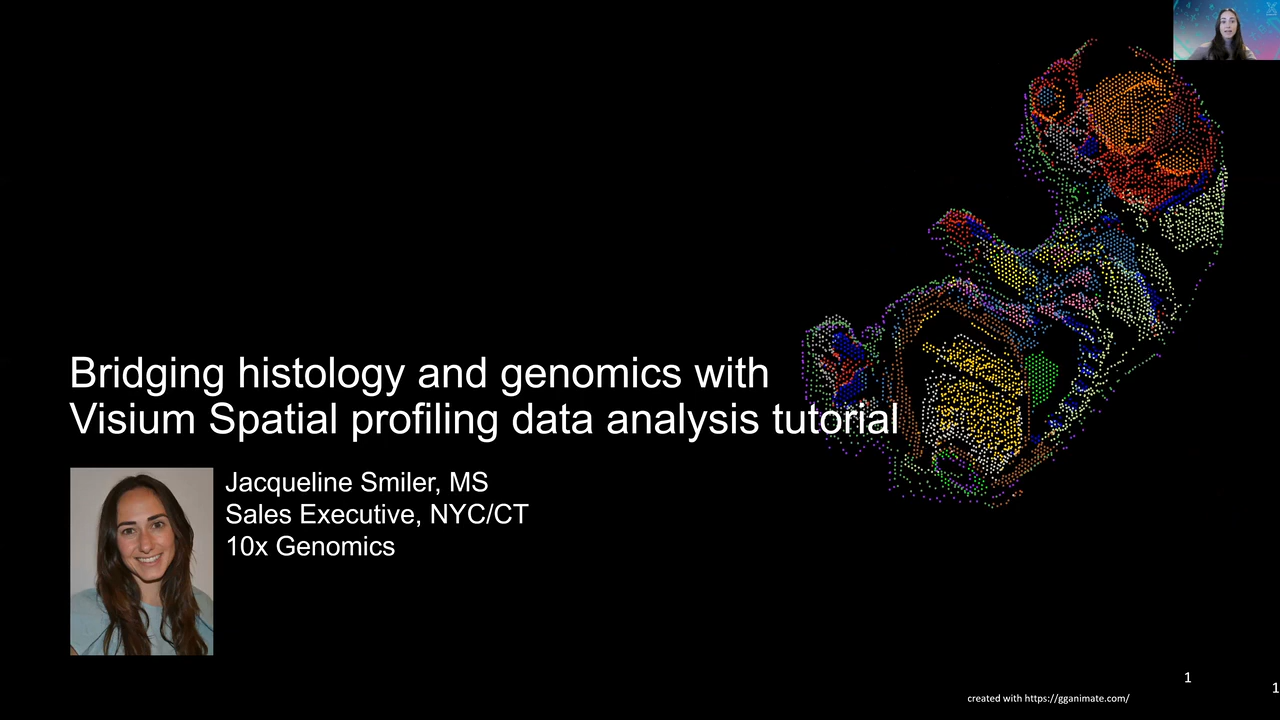 Bridging histology and genomics with
Visium Spatial profiling data analysis tutorial
Jacqueline Smiler, MS
Sales Executive, NYC/CT
10x Genomics
1
1
created with https://gganimate.com/